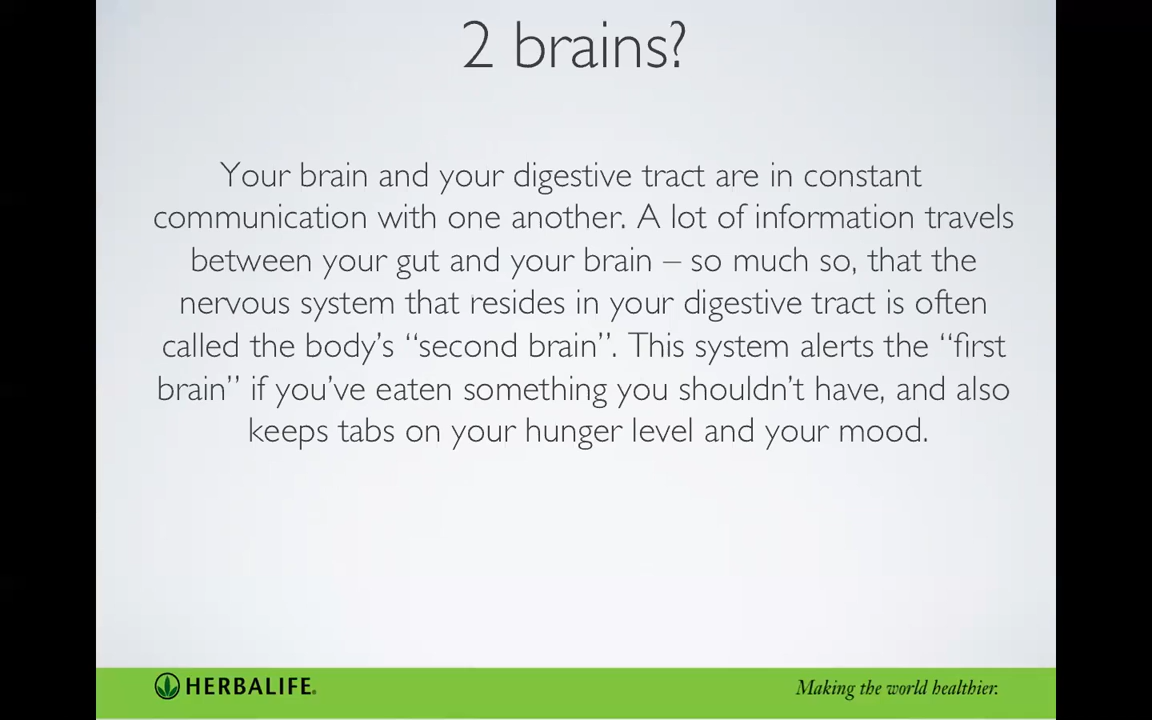 2 brains?
Your brain and your digestive tract are in constant
communication with one another. A lot of information travels
between your gut and your brain – so much so, that the
nervous system that resides in your digestive tract is often
called the body’s “second brain”. This system alerts the “first
brain” if you’ve eaten something you shouldn’t have, and also
keeps tabs on your hunger level and your mood.
HERBALIFE®
Making the world healthier.